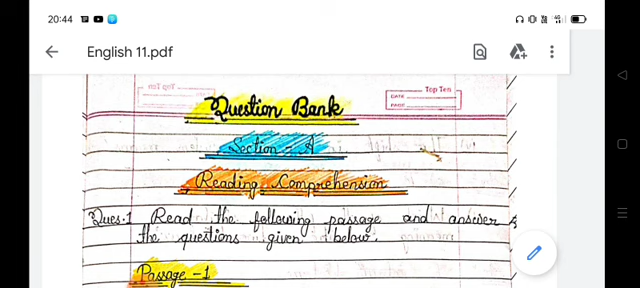 20:44
English 11.pdf
Top Ten
DATE
PAGE
Question Bank
Section - A
Reading Comprehension
Ques.1 Read the following passage and answer
the questions given below.
Passage -1